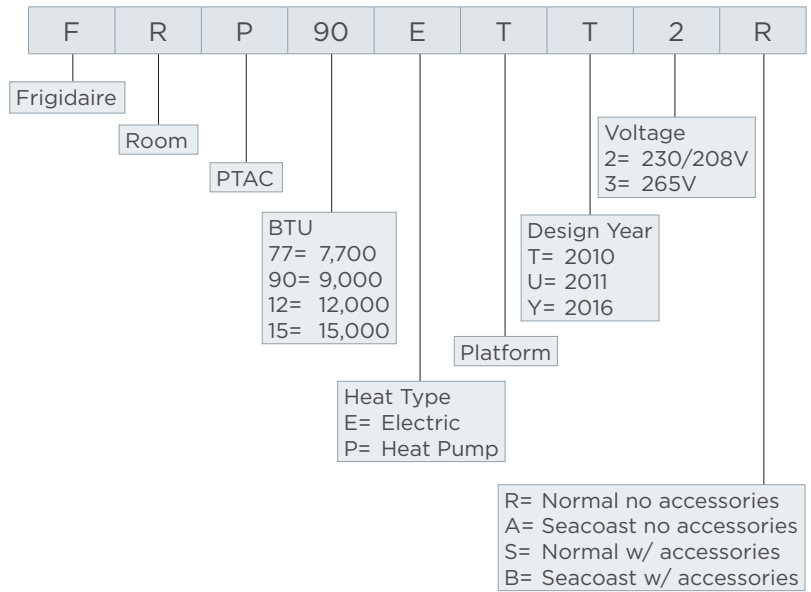 F R P 90 E T T 2 R
Frigidaire
Room
PTAC
BTU
77= 7,700
90= 9,000
12= 12,000
15= 15,000
Heat Type
E= Electric
P= Heat Pump
Platform
Design Year
T= 2010
U= 2011
Y= 2016
Voltage
2= 230/208V
3= 265V
R= Normal no accessories
A= Seacoast no accessories
S= Normal w/ accessories
B= Seacoast w/ accessories